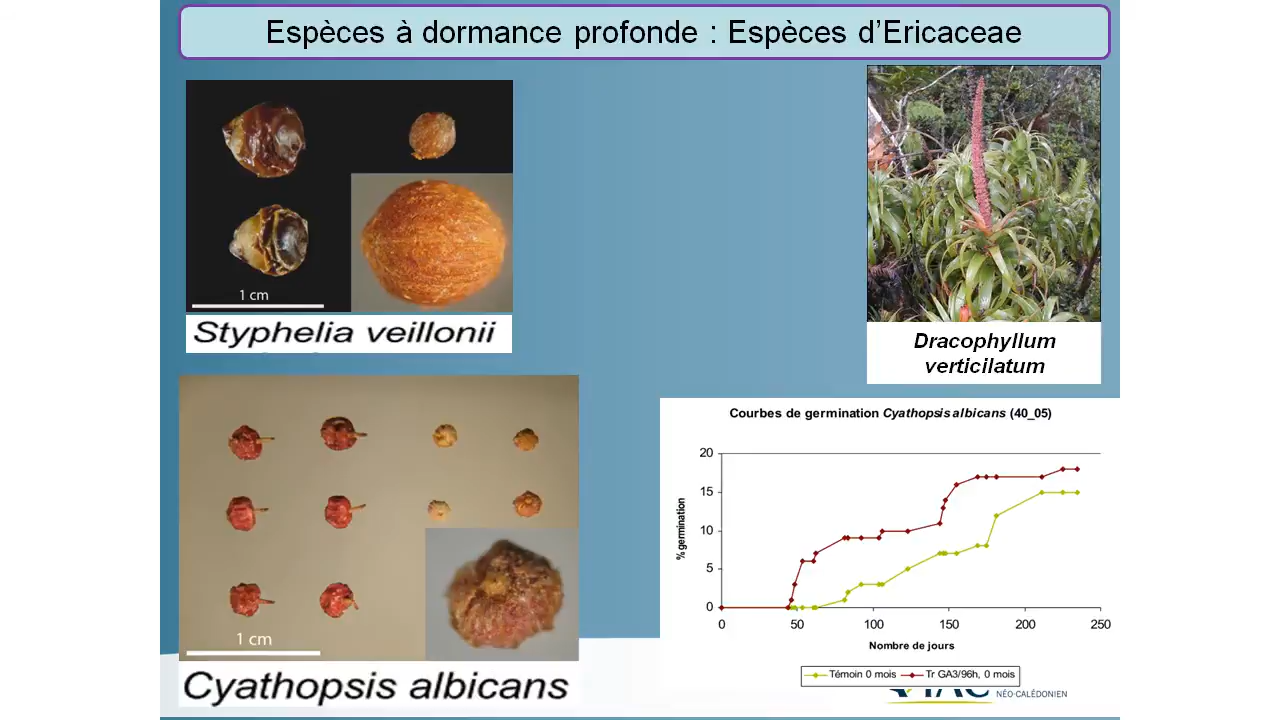 Espèces à dormance profonde : Espèces d'Ericaceae
1 cm
Styphelia veillonii
Dracophyllum
verticilatum
1 cm
Cyathopsis albicans
Courbes de germination Cyathopsis albicans (40_05)
% germination
20
15
10
5
0
0 50 100 150 200 250
Nombre de jours
Témoin 0 mois Tr GA3/96h, 0 mois
NÉO-CALÉDONIEN